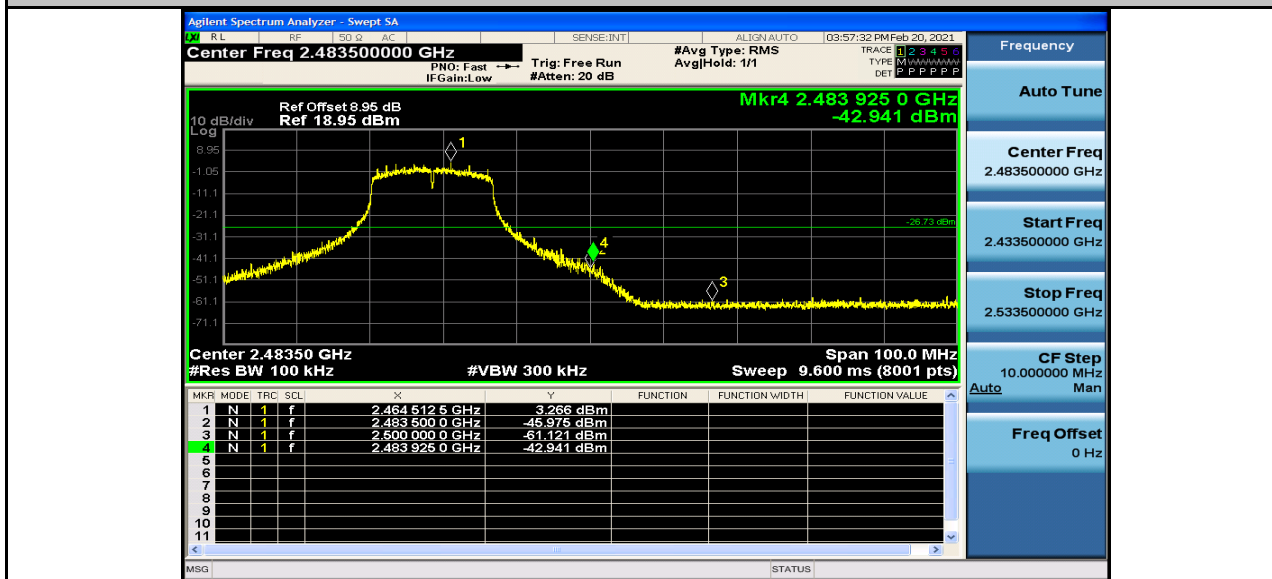 Agilent Spectrum Analyzer - Swept SA
LXI RL RF 50 Ω AC SENSE:INT ALIGNAUTO 03:57:32 PM Feb 20, 2021
Center Freq 2.483500000 GHz #Avg Type: RMS TRACE 1 2 3 4 5 6
PNO: Fast Trig: Free Run Avg|Hold: 1/1 TYPE MWWWWW
IFGain:Low #Atten: 20 dB DET P P P P P P
Mkr4 2.483 925 0 GHz
Ref Offset 8.95 dB
10 dB/div Ref 18.95 dBm -42.941 dBm
Log
8.95
-1.05
-11.1
-21.1
-31.1
-41.1
-51.1
-61.1
-71.1
1
-26.73 dBm
4
2
3
Center 2.48350 GHz Span 100.0 MHz
#Res BW 100 kHz #VBW 300 kHz Sweep 9.600 ms (8001 pts)
MKR MODE TRC SCL X Y FUNCTION FUNCTION WIDTH FUNCTION VALUE
1 N 1 f 2.464 512 5 GHz 3.266 dBm
2 N 1 f 2.483 500 0 GHz -45.975 dBm
3 N 1 f 2.500 000 0 GHz -61.121 dBm
4 N 1 f 2.483 925 0 GHz -42.941 dBm
5
6
7
8
9
10
11
MSG STATUS
Frequency
Auto Tune
Center Freq
2.483500000 GHz
Start Freq
2.433500000 GHz
Stop Freq
2.533500000 GHz
CF Step
10.000000 MHz
Auto Man
Freq Offset
0 Hz